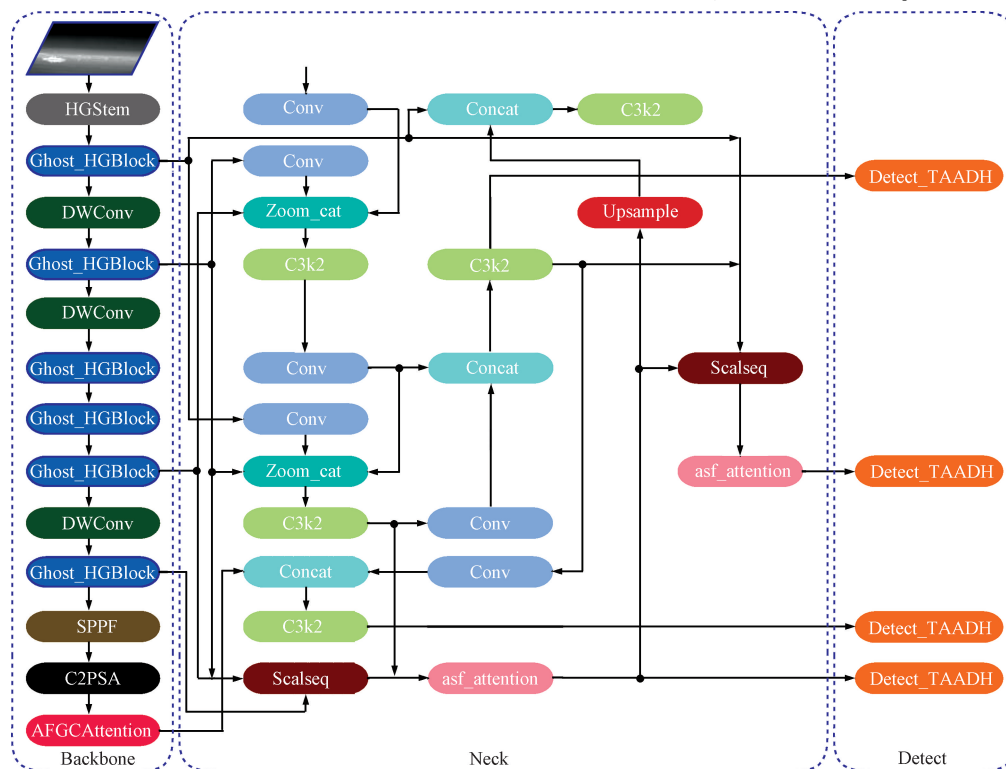 HGStem
Ghost_HGBlock
DWConv
Ghost_HGBlock
DWConv
Ghost_HGBlock
Ghost_HGBlock
Ghost_HGBlock
DWConv
Ghost_HGBlock
SPPF
C2PSA
AFGCAttention
Backbone
Conv
Conv
Zoom_cat
C3k2
Conv
Conv
Zoom_cat
C3k2
Concat
C3k2
Scalseq
Concat
C3k2
Upsample
C3k2
Concat
Scalseq
asf_attention
Conv
Conv
asf_attention
Neck
Detect_TAADH
Detect_TAADH
Detect_TAADH
Detect_TAADH
Detect